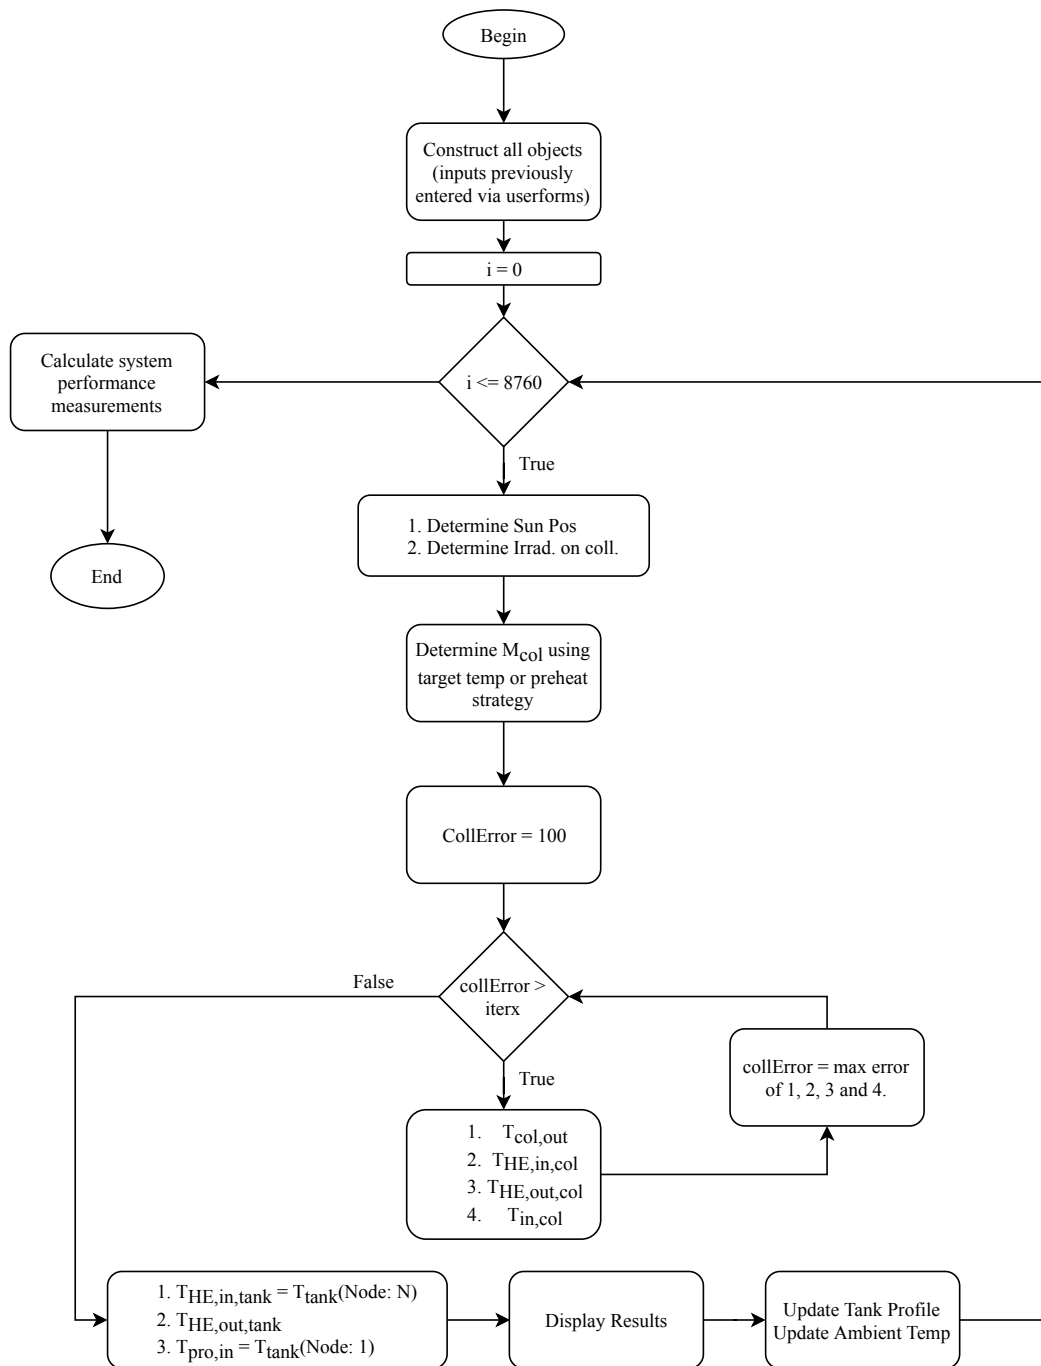 Begin
Construct all objects
(inputs previously
entered via userforms)
i = 0
i <= 8760
Calculate system
performance
measurements
End
True
1. Determine Sun Pos
2. Determine Irrad. on coll.
Determine Mcol using
target temp or preheat
strategy
CollError = 100
collError >
iterx
False
True
collError = max error
of 1, 2, 3 and 4.
1. Tcol,out
2. THE,in,col
3. THE,out,col
4. Tin,col
1. THE,in,tank = Ttank(Node: N)
2. THE,out,tank
3. Tpro,in = Ttank(Node: 1)
Display Results
Update Tank Profile
Update Ambient Temp